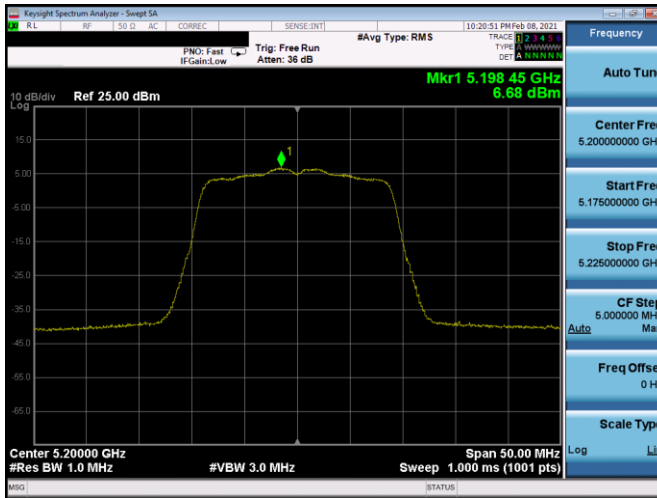 Keysight Spectrum Analyzer - Swept SA
RL RF 50 Ω AC CORREC SENSE:INT 10:20:51 PM Feb 08, 2021
#Avg Type: RMS
TRACE 1 2 3 4 5 6
TYPE A WWWWW
DET A N N N N N
PNO: Fast
IFGain:Low
Trig: Free Run
Atten: 36 dB
Mkr1 5.198 45 GHz
6.68 dBm
10 dB/div
Log
Ref 25.00 dBm
1
15.0
5.00
-5.00
-15.0
-25.0
-35.0
-45.0
-55.0
-65.0
Center 5.20000 GHz
Span 50.00 MHz
#Res BW 1.0 MHz
#VBW 3.0 MHz
Sweep 1.000 ms (1001 pts)
MSG
STATUS
Frequency
Auto Tun
Center Fre
5.200000000 GH
Start Fre
5.175000000 GH
Stop Fre
5.225000000 GH
CF Ste
5.000000 MH
Auto Ma
Freq Offse
0 H
Scale Typ
Log Li